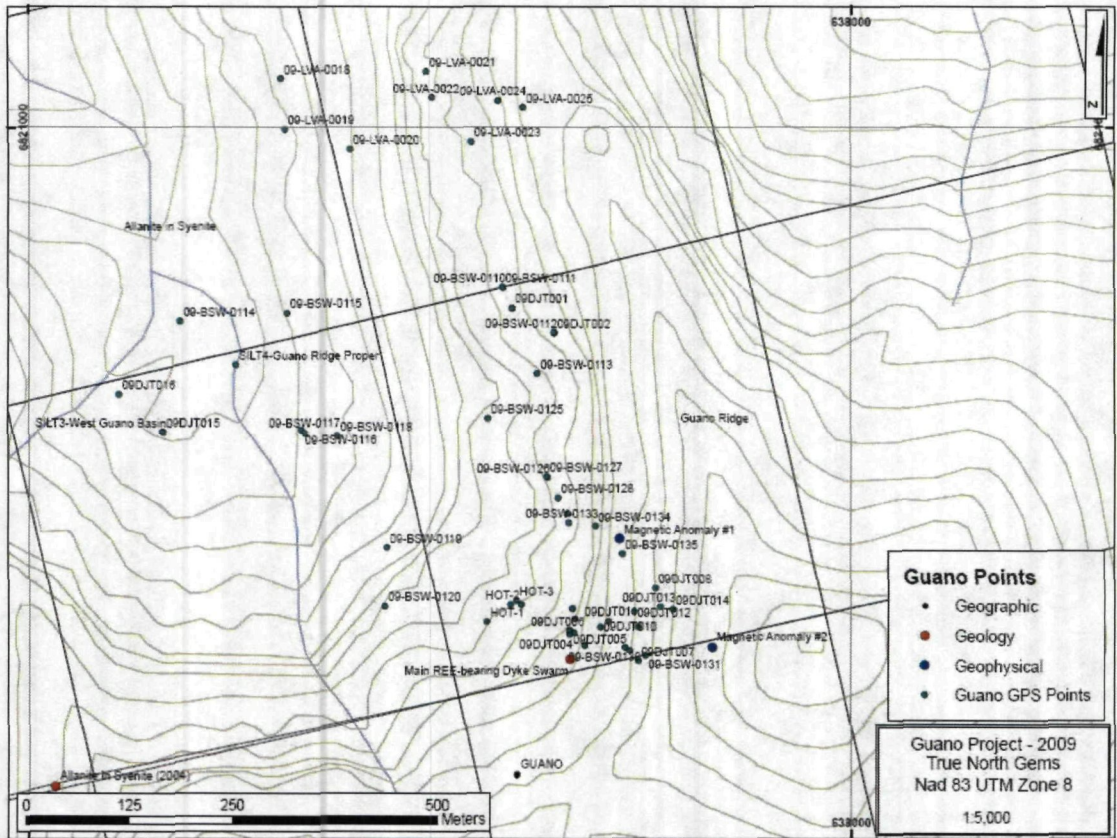 638000
Z
6821000
09-LVA-0018
09-LVA-0021
09-LVA-0022
09-LVA-0024
09-LVA-0025
09-LVA-0019
09-LVA-0020
09-LVA-0023
Allanite in Syenite
09-BSW-0110
09-BSW-0111
09DJT001
09-BSW-0114
09-BSW-0115
09-BSW-0112
09DJT002
SILT4-Guano Ridge Proper
09-BSW-0113
09DJT016
SILT3-West Guano Basin
09DJT015
09-BSW-0117
09-BSW-0118
09-BSW-0116
09-BSW-0125
Guano Ridge
09-BSW-0127
09-BSW-0128
09-BSW-0133
09-BSW-0134
Magnetic Anomaly #1
09-BSW-0119
09-BSW-0135
09-BSW-0120
HOT-2
HOT-3
HOT-1
09DJT013
09DJT014
09DJT005
09DJT004
09DJT007
09-BSW-0131
Magnetic Anomaly #2
Main REE-bearing Dyke Swarm
GUANO
Allanite in Syenite (2004)
0 125 250 500
Meters
638000
Guano Points
Geographic
Geology
Geophysical
Guano GPS Points
Guano Project - 2009
True North Gems
Nad 83 UTM Zone 8
1:5,000